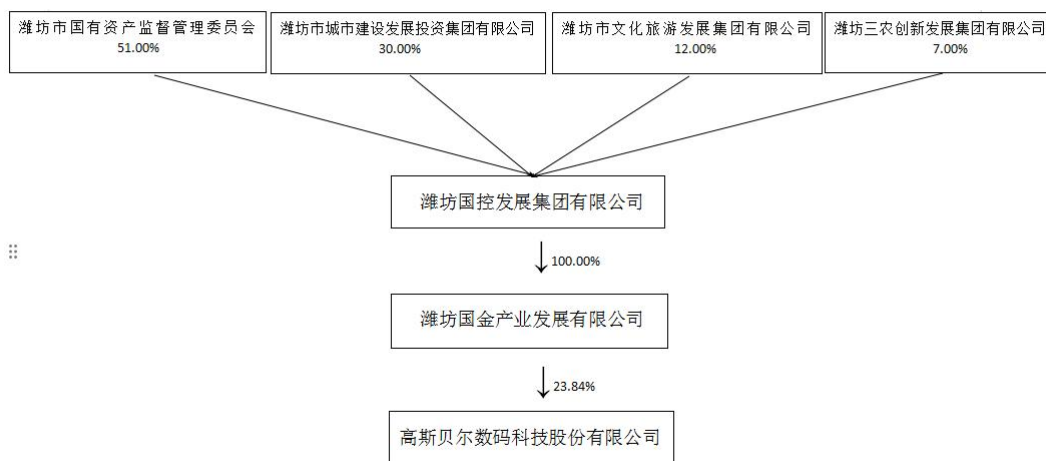 潍坊市国有资产监督管理委员会
51.00%
潍坊市城市建设发展投资集团有限公司
30.00%
潍坊市文化旅游发展集团有限公司
12.00%
潍坊三农创新发展集团有限公司
7.00%
潍坊国控发展集团有限公司
100.00%
潍坊国金产业发展有限公司
23.84%
高斯贝尔数码科技股份有限公司